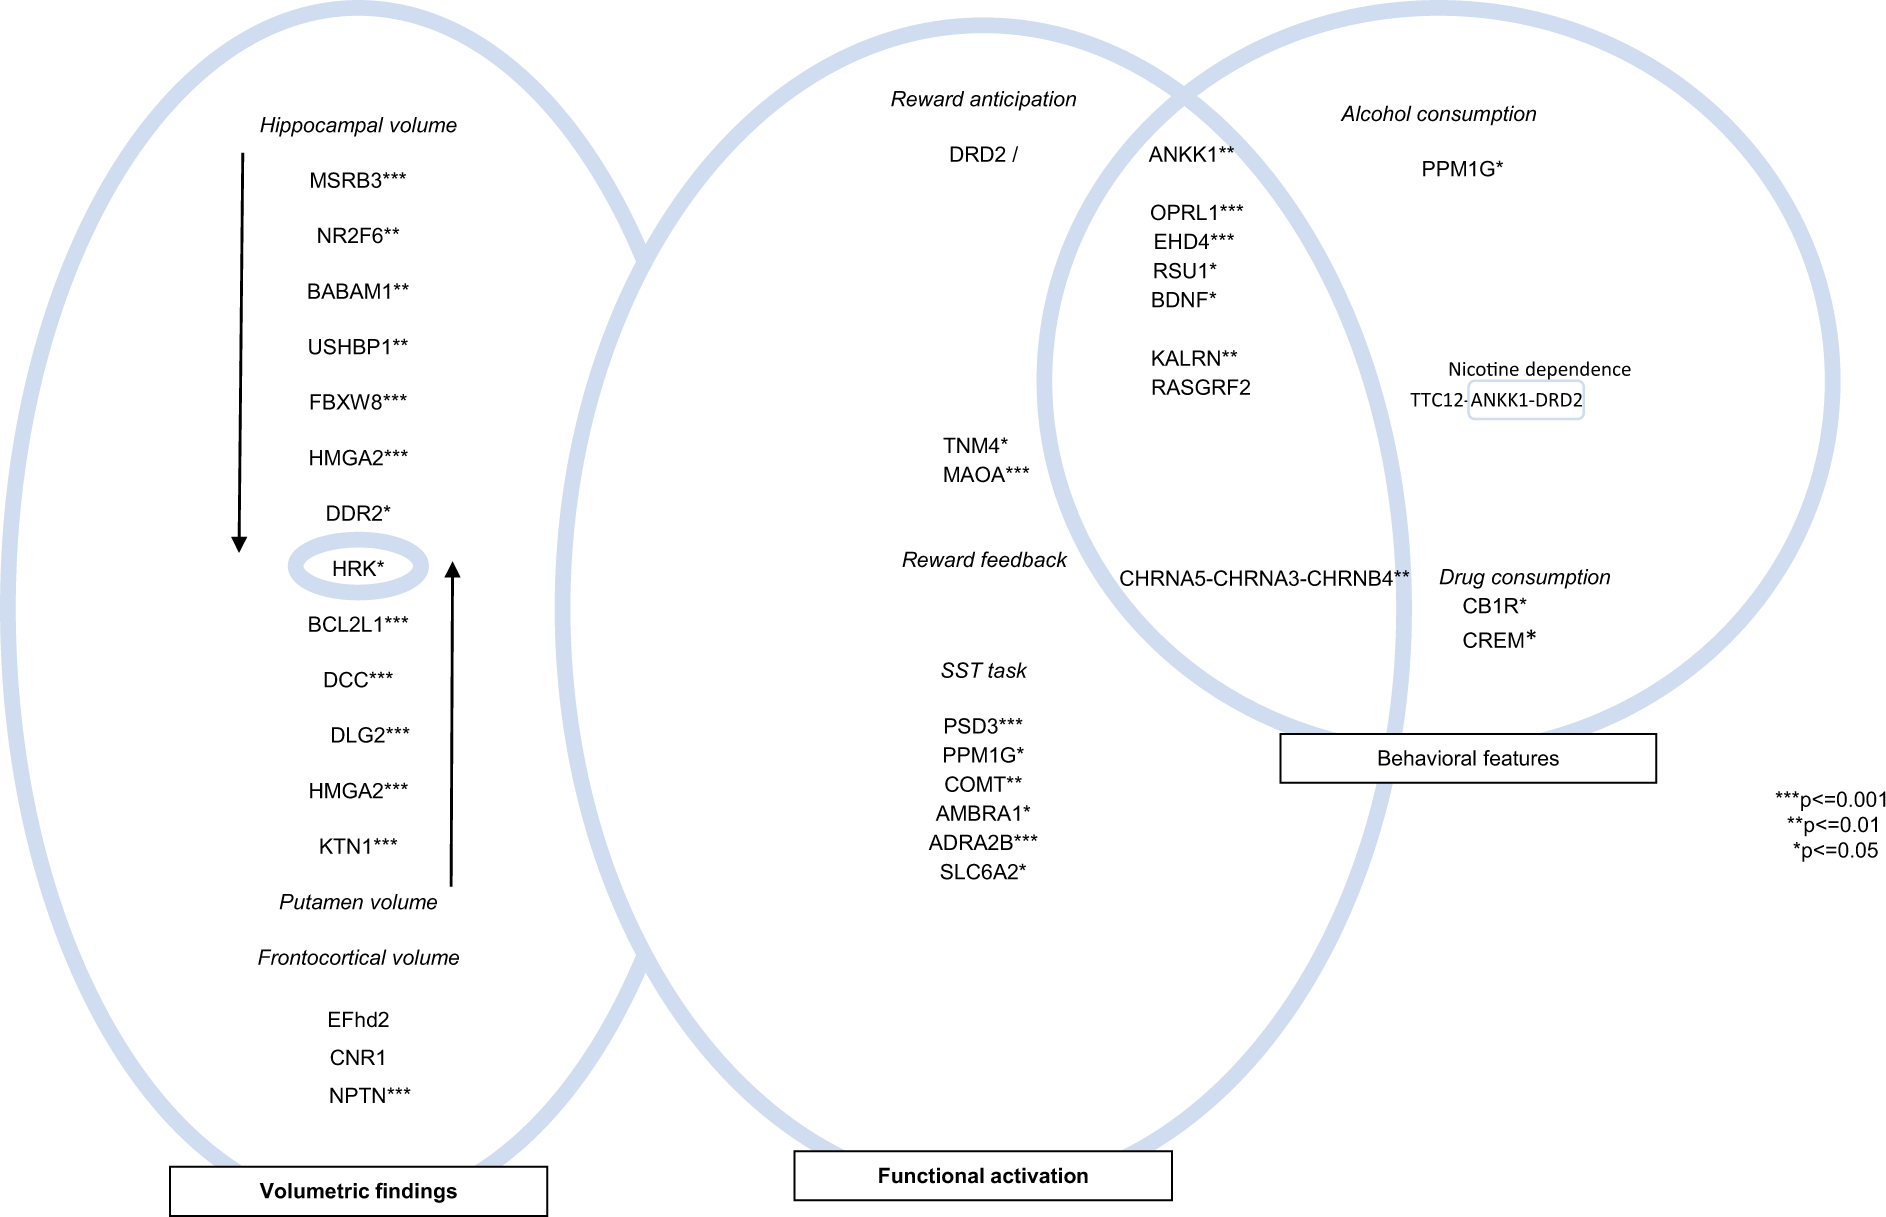 Hippocampal volume
MSRB3***
NR2F6**
BABAM1**
USHBP1**
FBXW8***
HMGA2***
DDR2*
HRK*
BCL2L1***
DCC***
DLG2***
HMGA2***
KTN1***
Putamen volume
Frontocortical volume
EFhd2
CNR1
NPTN***
Volumetric findings
Reward anticipation
DRD2 / ANKK1**
OPRL1***
EHD4***
RSU1*
BDNF*
KALRN**
RASGRF2
TNM4*
MAOA***
Reward feedback
CHRNA5-CHRNA3-CHRNB4**
SST task
PSD3***
PPM1G*
COMT**
AMBRA1*
ADRA2B***
SLC6A2*
Functional activation
Alcohol consumption
PPM1G*
Nicotine dependence
TTC12-ANKK1-DRD2
Drug consumption
CB1R*
CREM*
Behavioral features
***p<=0.001
**p<=0.01
*p<=0.05